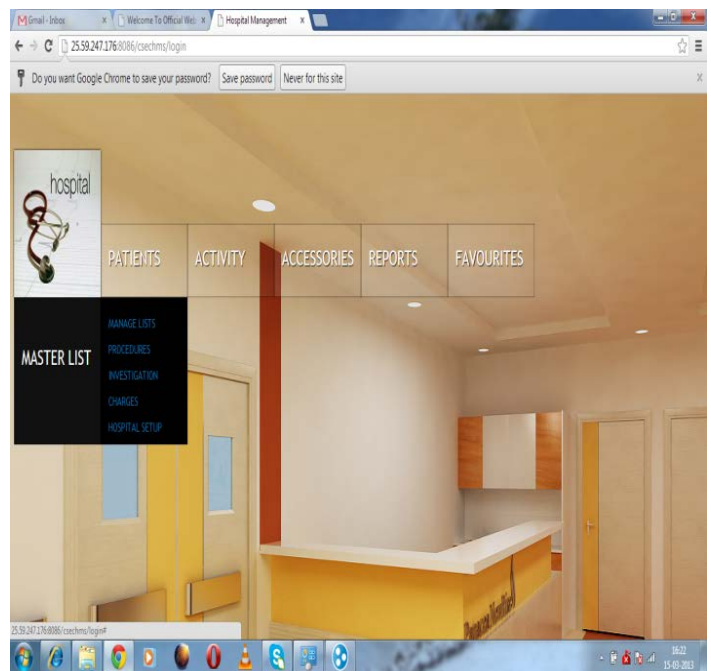 Gmail - Inbox
Welcome To Official Web
Hospital Management
25.59.247.176:8086/csechms/login
Do you want Google Chrome to save your password? Save password Never for this site
hospital
PATIENTS ACTIVITY ACCESSORIES REPORTS FAVOURITES
MASTER LIST
MANAGE LISTS
PROCEDURES
INVESTIGATION
CHARGES
HOSPITAL SETUP
25.59.247.176:8086/csechms/login#
16:22
15-03-2013